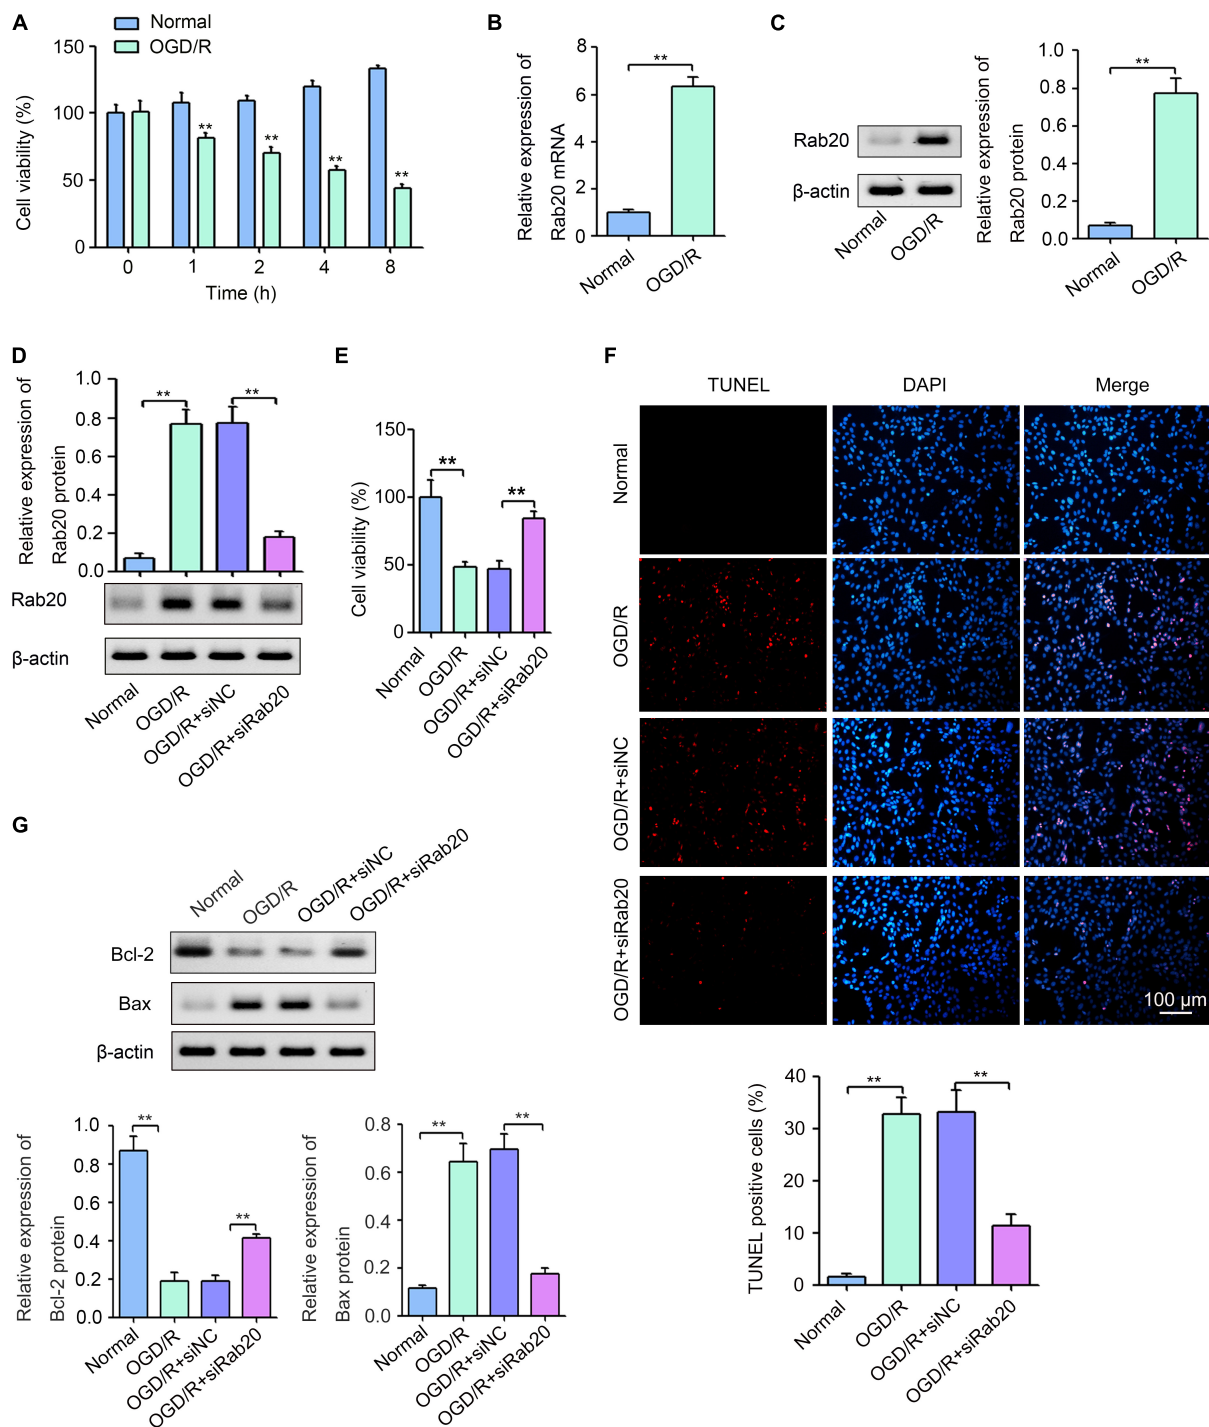 A
Normal
OGD/R
Cell viability (%)
150
100
50
0
**
**
**
**
0 1 2 4 8
Time (h)
B
Relative expression of
Rab20 mRNA
8
6
4
2
0
**
Normal
OGD/R
C
Rab20
β-actin
Normal
OGD/R
Relative expression of
Rab20 protein
1.0
0.8
0.6
0.4
0.2
0.0
**
Normal
OGD/R
D
Relative expression of
Rab20 protein
1.0
0.8
0.6
0.4
0.2
0.0
**
**
Rab20
β-actin
Normal
OGD/R
OGD/R+siNC
OGD/R+siRab20
E
Cell viability (%)
150
100
50
0
**
**
Normal
OGD/R
OGD/R+siNC
OGD/R+siRab20
F
TUNEL DAPI Merge
Normal
OGD/R
OGD/R+siNC
OGD/R+siRab20
100 μm
TUNEL positive cells (%)
40
30
20
10
0
**
**
Normal
OGD/R
OGD/R+siNC
OGD/R+siRab20
G
Normal
OGD/R
OGD/R+siNC
OGD/R+siRab20
Bcl-2
Bax
β-actin
Relative expression of
Bcl-2 protein
1.0
0.8
0.6
0.4
0.2
0.0
**
**
Normal
OGD/R
OGD/R+siNC
OGD/R+siRab20
Relative expression of
Bax protein
0.8
0.6
0.4
0.2
0.0
**
**
Normal
OGD/R
OGD/R+siNC
OGD/R+siRab20